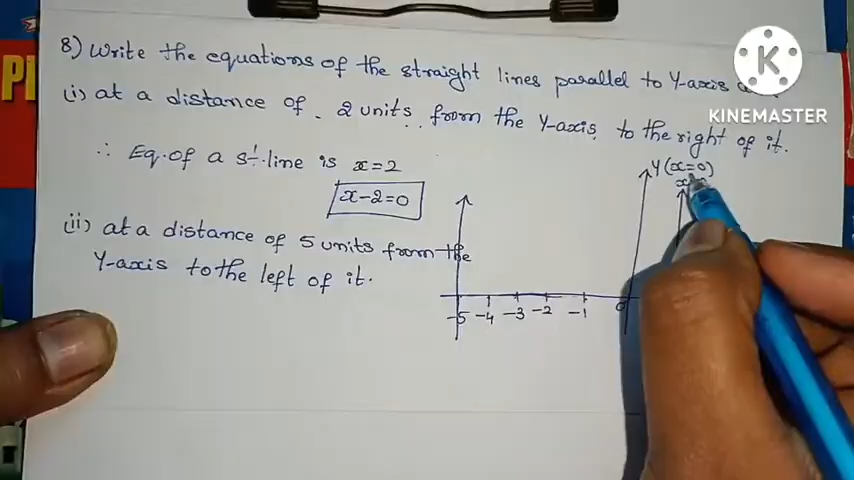 8) Write the equations of the straight lines parallel to Y-axis
(i) at a distance of 2 units from the Y-axis, to the right of it.
∴ Eq. of a st. line is x=2
x-2=0
(ii) at a distance of 5 units from the
Y-axis to the left of it.
Y(x=0)
-5 -4 -3 -2 -1 0
K
KINEMASTER
P